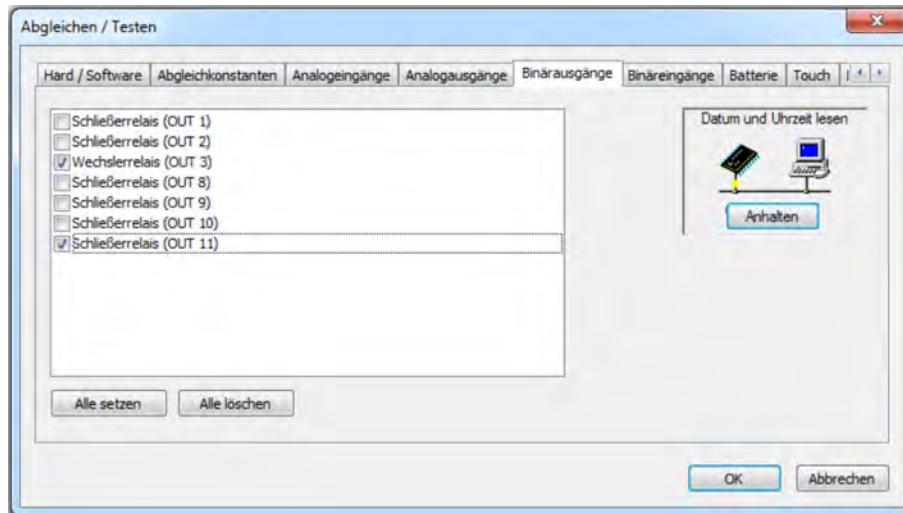 Abgleichen / Testen
Hard / Software Abgleichkonstanten Analogeingänge Analogausgänge Binärausgänge Binäreingänge Batterie Touch
Schließerrelais (OUT 1)
Schließerrelais (OUT 2)
Wechslerrelais (OUT 3)
Schließerrelais (OUT 8)
Schließerrelais (OUT 9)
Schließerrelais (OUT 10)
Schließerrelais (OUT 11)
Datum und Uhrzeit lesen
Anhalten
Alle setzen Alle löschen
OK Abbrechen